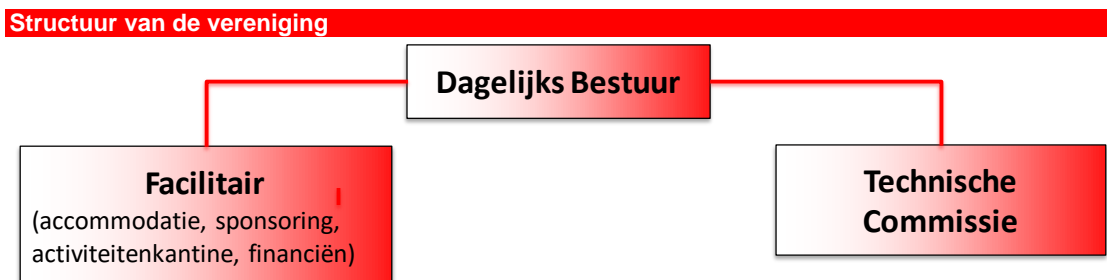 Structuur van de vereniging
Dagelijks Bestuur
Facilitair
(accommodatie, sponsoring,
activiteitenkantine, financiën)
Technische
Commissie